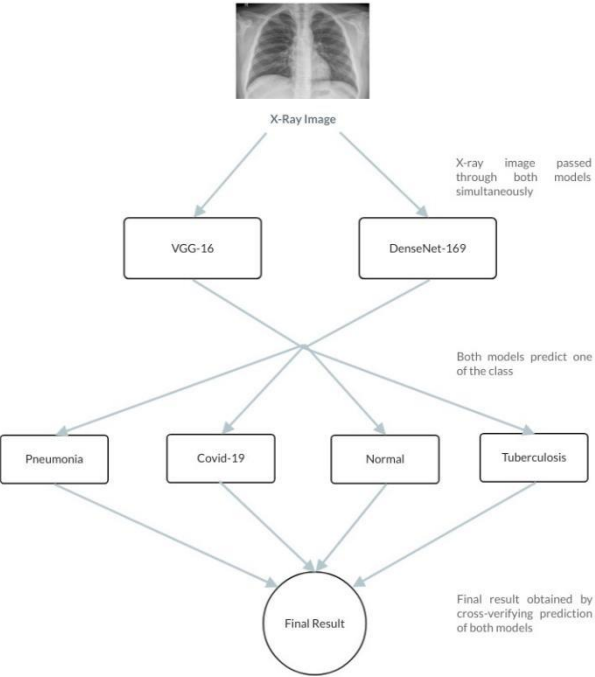 X-Ray Image
X-ray image passed
through both models
simultaneously
VGG-16
DenseNet-169
Both models predict one
of the class
Pneumonia
Covid-19
Normal
Tuberculosis
Final result obtained by
cross-verifying prediction
of both models
Final Result